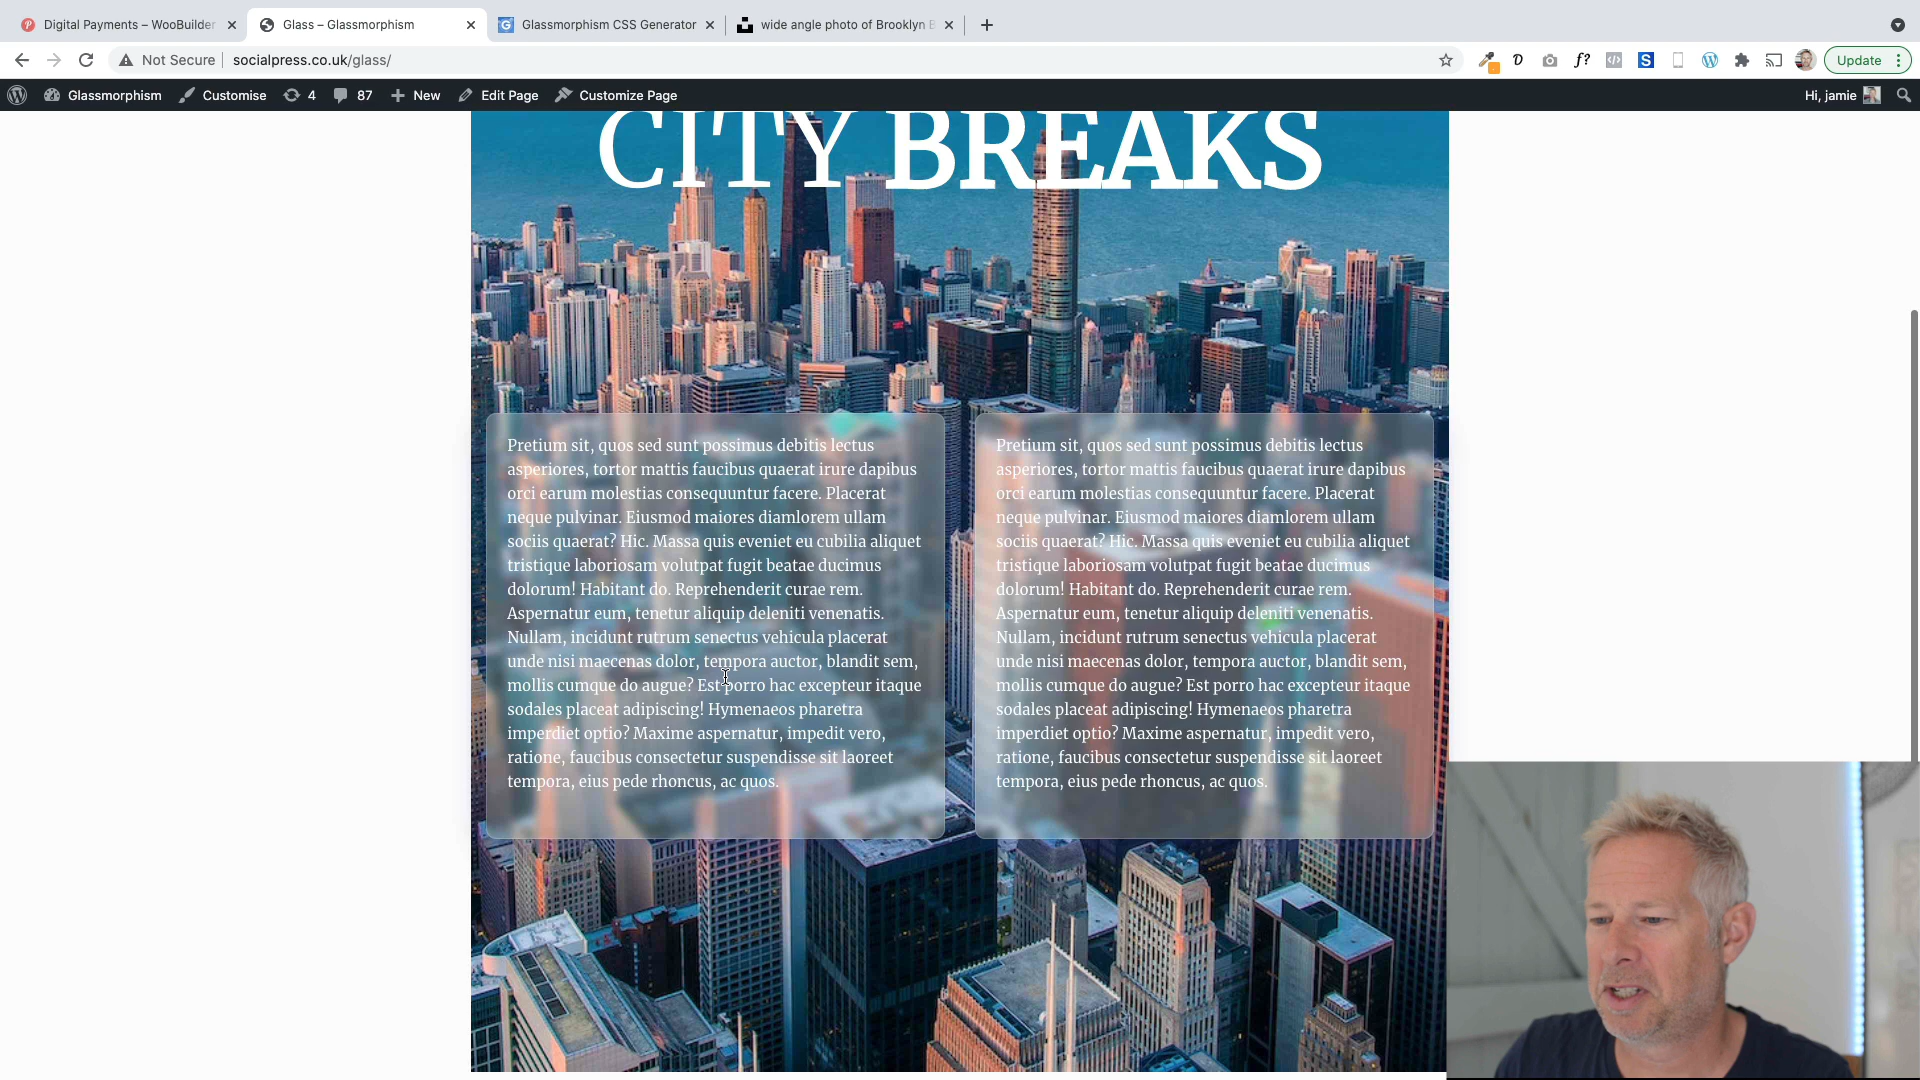 Digital Payments – WooBuilder
Glass – Glassmorphism
Glassmorphism CSS Generator
wide angle photo of Brooklyn B
Not Secure
socialpress.co.uk/glass/
Update
Glassmorphism
Customise
4
87
New
Edit Page
Customize Page
Hi, jamie
CITY BREAKS
Pretium sit, quos sed sunt possimus debitis lectus
asperiores, tortor mattis faucibus quaerat irure dapibus
orci earum molestias consequuntur facere. Placerat
neque pulvinar. Eiusmod maiores diamlorem ullam
sociis quaerat? Hic. Massa quis eveniet eu cubilia aliquet
tristique laboriosam volutpat fugit beatae ducimus
dolorum! Habitant do. Reprehenderit curae rem.
Aspernatur eum, tenetur aliquip deleniti venenatis.
Nullam, incidunt rutrum senectus vehicula placerat
unde nisi maecenas dolor, tempora auctor, blandit sem,
mollis cumque do augue? Est porro hac excepteur itaque
sodales placeat adipiscing! Hymenaeos pharetra
imperdiet optio? Maxime aspernatur, impedit vero,
ratione, faucibus consectetur suspendisse sit laoreet
tempora, eius pede rhoncus, ac quos.
Pretium sit, quos sed sunt possimus debitis lectus
asperiores, tortor mattis faucibus quaerat irure dapibus
orci earum molestias consequuntur facere. Placerat
neque pulvinar. Eiusmod maiores diamlorem ullam
sociis quaerat? Hic. Massa quis eveniet eu cubilia aliquet
tristique laboriosam volutpat fugit beatae ducimus
dolorum! Habitant do. Reprehenderit curae rem.
Aspernatur eum, tenetur aliquip deleniti venenatis.
Nullam, incidunt rutrum senectus vehicula placerat
unde nisi maecenas dolor, tempora auctor, blandit sem,
mollis cumque do augue? Est porro hac excepteur itaque
sodales placeat adipiscing! Hymenaeos pharetra
imperdiet optio? Maxime aspernatur, impedit vero,
ratione, faucibus consectetur suspendisse sit laoreet
tempora, eius pede rhoncus, ac quos.